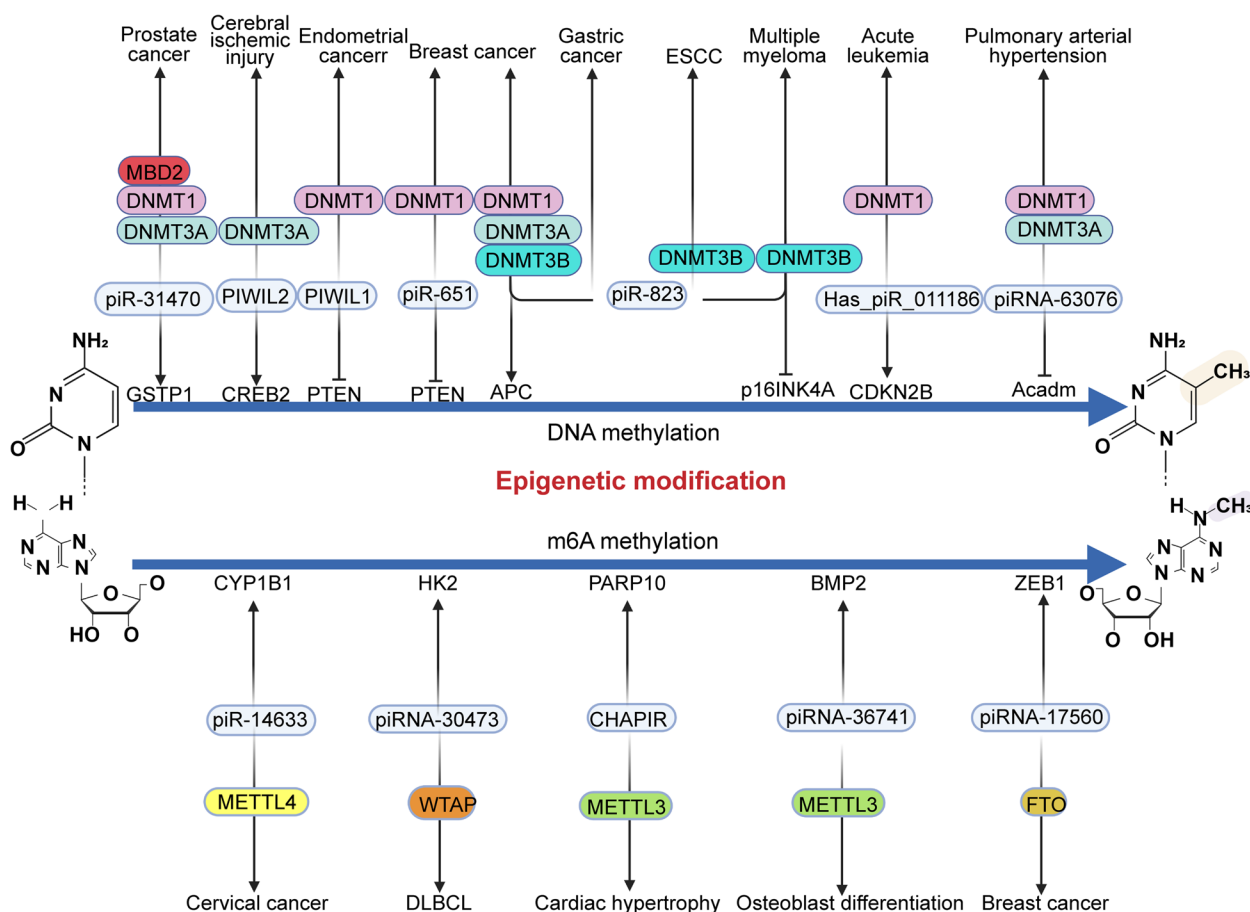 Prostate
cancer
Cerebral
ischemic
injury
Endometrial
cancerr
Breast cancer
Gastric
cancer
ESCC
Multiple
myeloma
Acute
leukemia
Pulmonary arterial
hypertension
MBD2
DNMT1
DNMT1
DNMT1
DNMT1
DNMT1
DNMT1
DNMT3A
DNMT3A
DNMT3A
DNMT3A
DNMT3B
DNMT3B
DNMT3B
piR-31470
PIWIL2
PIWIL1
piR-651
piR-823
Has_piR_011186
piRNA-63076
GSTP1
CREB2
PTEN
PTEN
APC
p16INK4A
CDKN2B
Acadm
NH₂
N
O
N
NH₂
CH₃
N
O
N
DNA methylation
Epigenetic modification
H H
N
N
N
N
N
O
O
HO
O
H
N
CH₃
N
N
N
N
O
O
O
OH
m6A methylation
CYP1B1
HK2
PARP10
BMP2
ZEB1
piR-14633
piRNA-30473
CHAPIR
piRNA-36741
piRNA-17560
METTL4
WTAP
METTL3
METTL3
FTO
Cervical cancer
DLBCL
Cardiac hypertrophy
Osteoblast differentiation
Breast cancer